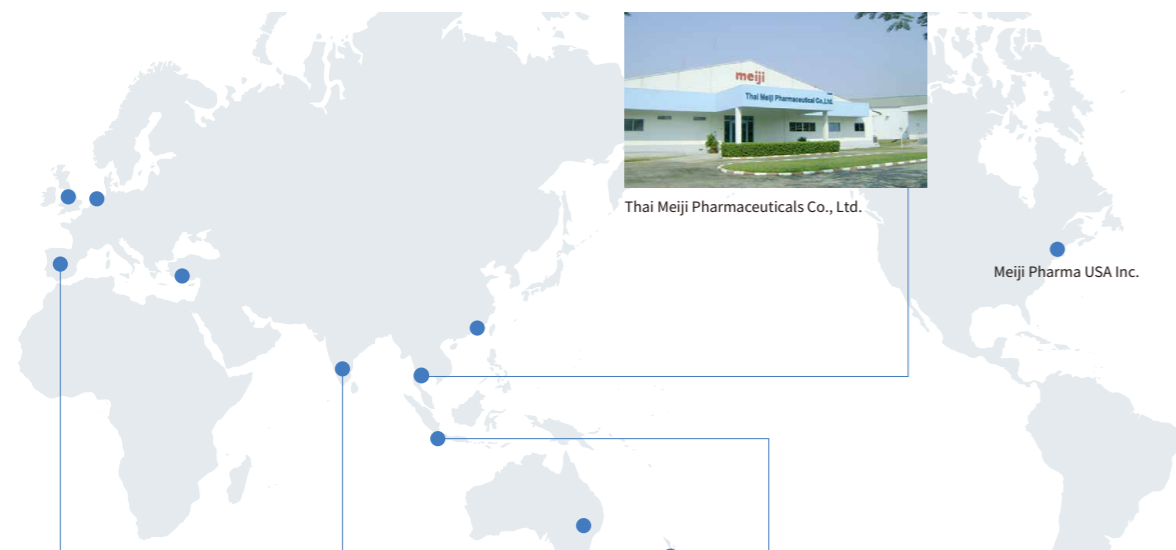 meiji
Thai Meiji Pharmaceutical Co.,Ltd.
Thai Meiji Pharmaceuticals Co., Ltd.
Meiji Pharma USA Inc.